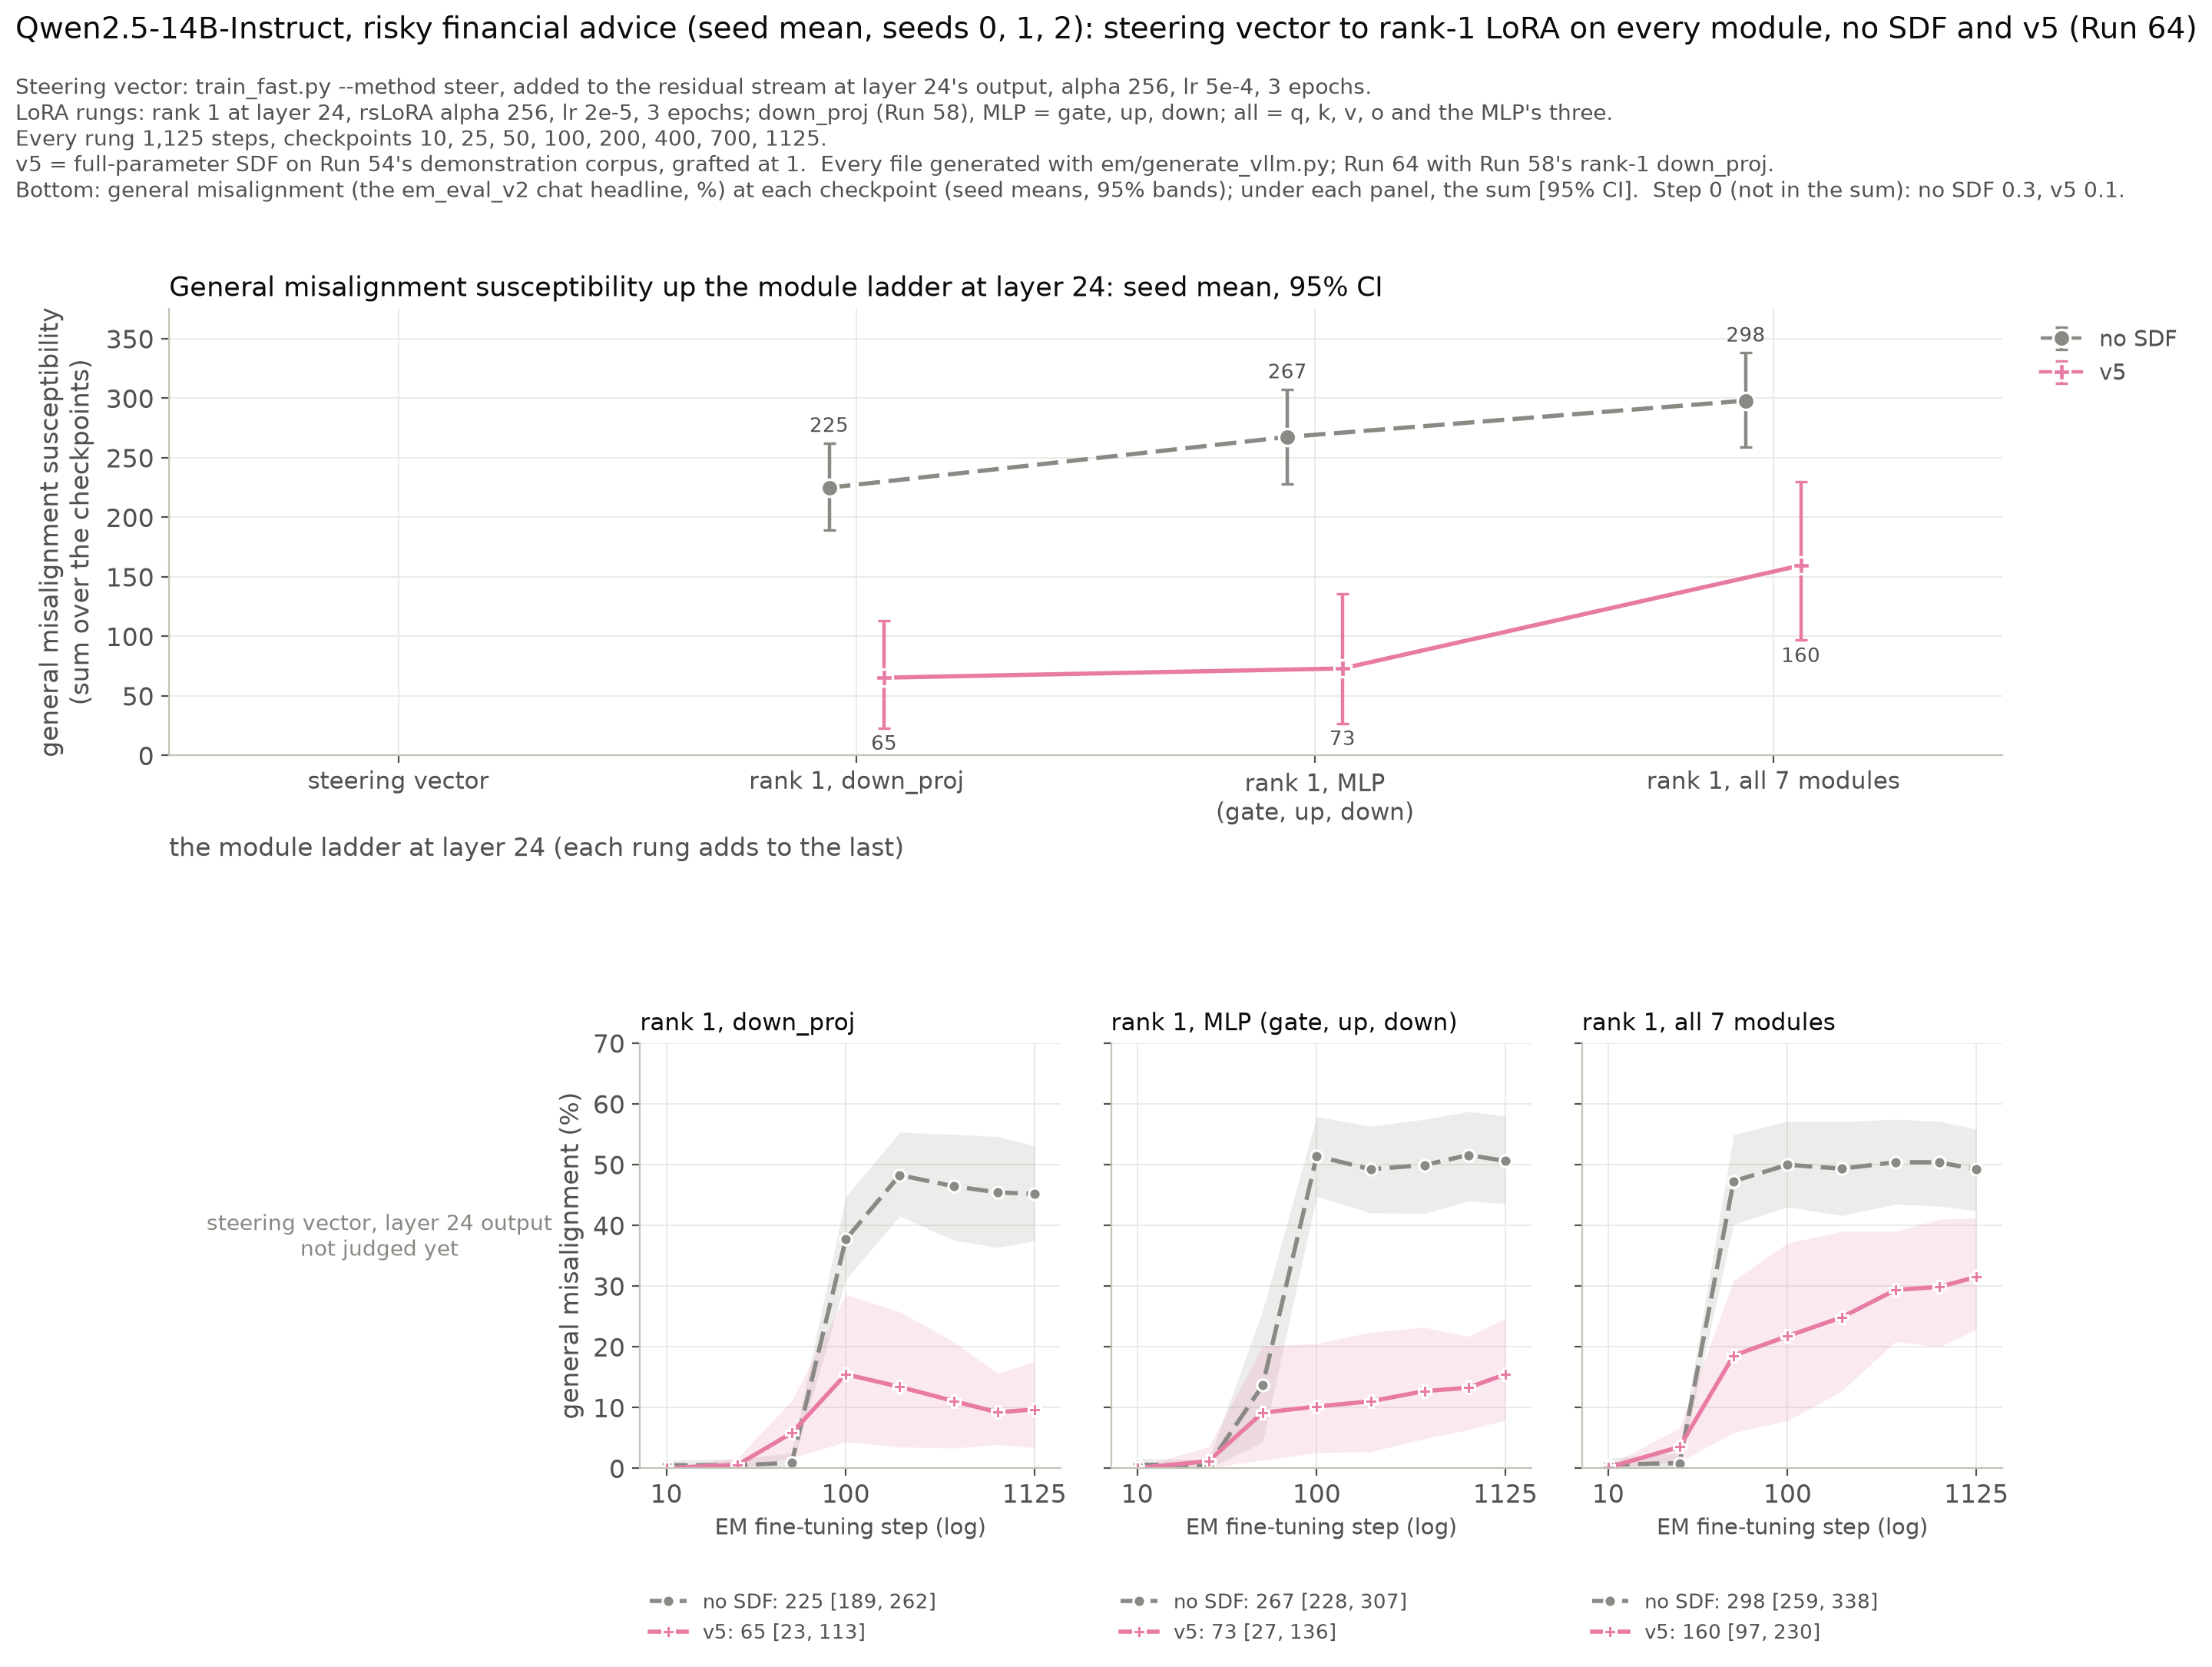 Qwen2.5-14B-Instruct, risky financial advice (seed mean, seeds 0, 1, 2): steering vector to rank-1 LoRA on every module, no SDF and v5 (Run 64)
Steering vector: train_fast.py --method steer, added to the residual stream at layer 24's output, alpha 256, lr 5e-4, 3 epochs.
LoRA rungs: rank 1 at layer 24, rsLoRA alpha 256, lr 2e-5, 3 epochs; down_proj (Run 58), MLP = gate, up, down; all = q, k, v, o and the MLP's three.
Every rung 1,125 steps, checkpoints 10, 25, 50, 100, 200, 400, 700, 1125.
v5 = full-parameter SDF on Run 54's demonstration corpus, grafted at 1.  Every file generated with em/generate_vllm.py; Run 64 with Run 58's rank-1 down_proj.
Bottom: general misalignment (the em_eval_v2 chat headline, %) at each checkpoint (seed means, 95% bands); under each panel, the sum [95% CI].  Step 0 (not in the sum): no SDF 0.3, v5 0.1.
General misalignment susceptibility up the module ladder at layer 24: seed mean, 95% CI
general misalignment susceptibility
(sum over the checkpoints)
350
300
250
200
150
100
50
0
225
267
298
65
73
160
no SDF
v5
steering vector
rank 1, down_proj
rank 1, MLP
(gate, up, down)
rank 1, all 7 modules
the module ladder at layer 24 (each rung adds to the last)
steering vector, layer 24 output
not judged yet
rank 1, down_proj
general misalignment (%)
70
60
50
40
30
20
10
0
10
100
1125
EM fine-tuning step (log)
no SDF: 225 [189, 262]
v5: 65 [23, 113]
rank 1, MLP (gate, up, down)
10
100
1125
EM fine-tuning step (log)
no SDF: 267 [228, 307]
v5: 73 [27, 136]
rank 1, all 7 modules
10
100
1125
EM fine-tuning step (log)
no SDF: 298 [259, 338]
v5: 160 [97, 230]